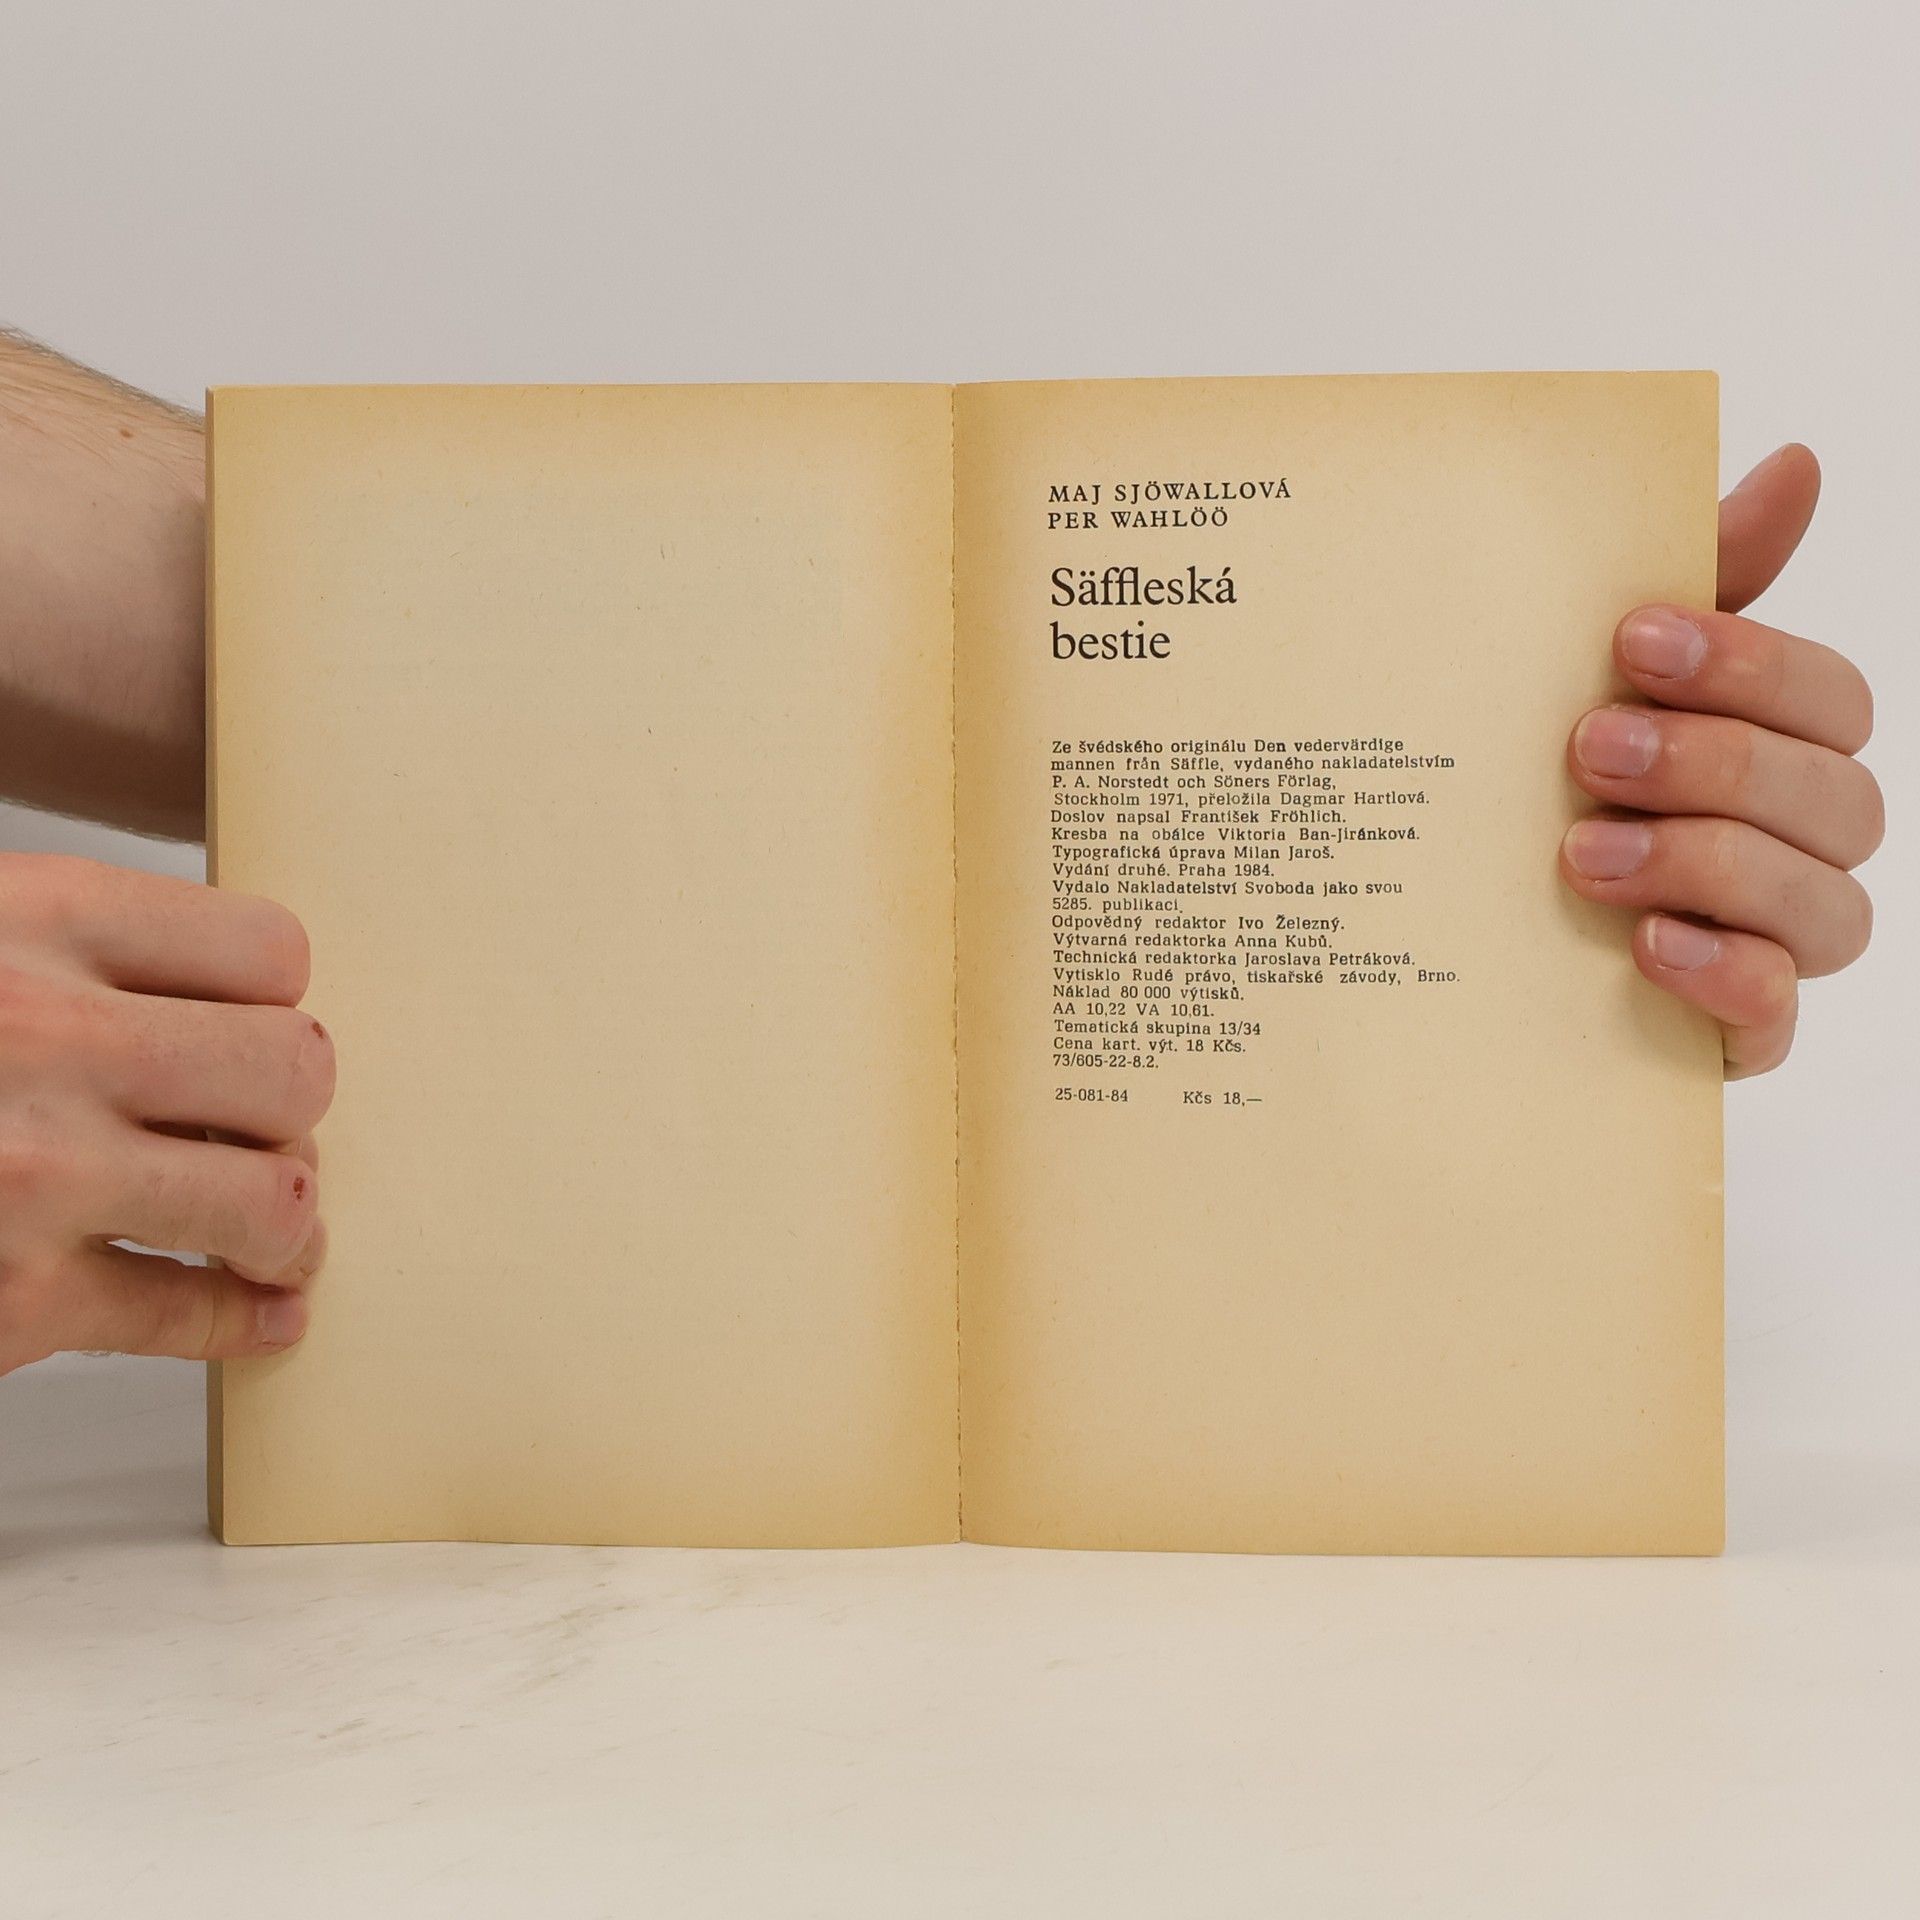 MAJ SJÖWALLOVÁ
PER WAHLÖÖ
Säffleská
bestie
Ze švédského originálu Den vedervärdige
mannen från Säffle, vydaného nakladatelstvím
P. A. Norstedt och Söners Förlag,
Stockholm 1971, přeložila Dagmar Hartlová.
Doslov napsal František Fröhlich.
Kresba na obálce Viktoria Ban-Jiránková.
Typografická úprava Milan Jaroš.
Vydání druhé. Praha 1984.
Vydalo Nakladatelství Svoboda jako svou
5285. publikaci.
Odpovědný redaktor Ivo Železný.
Výtvarná redaktorka Anna Kubů.
Technická redaktorka Jaroslava Petráková.
Vytisklo Rudé právo, tiskařské závody, Brno.
Náklad 80 000 výtisků.
AA 10,22 VA 10,61.
Tematická skupina 13/34
Cena kart. výt. 18 Kčs.
73/605-22-8.2.
25-081-84 Kčs 18,—